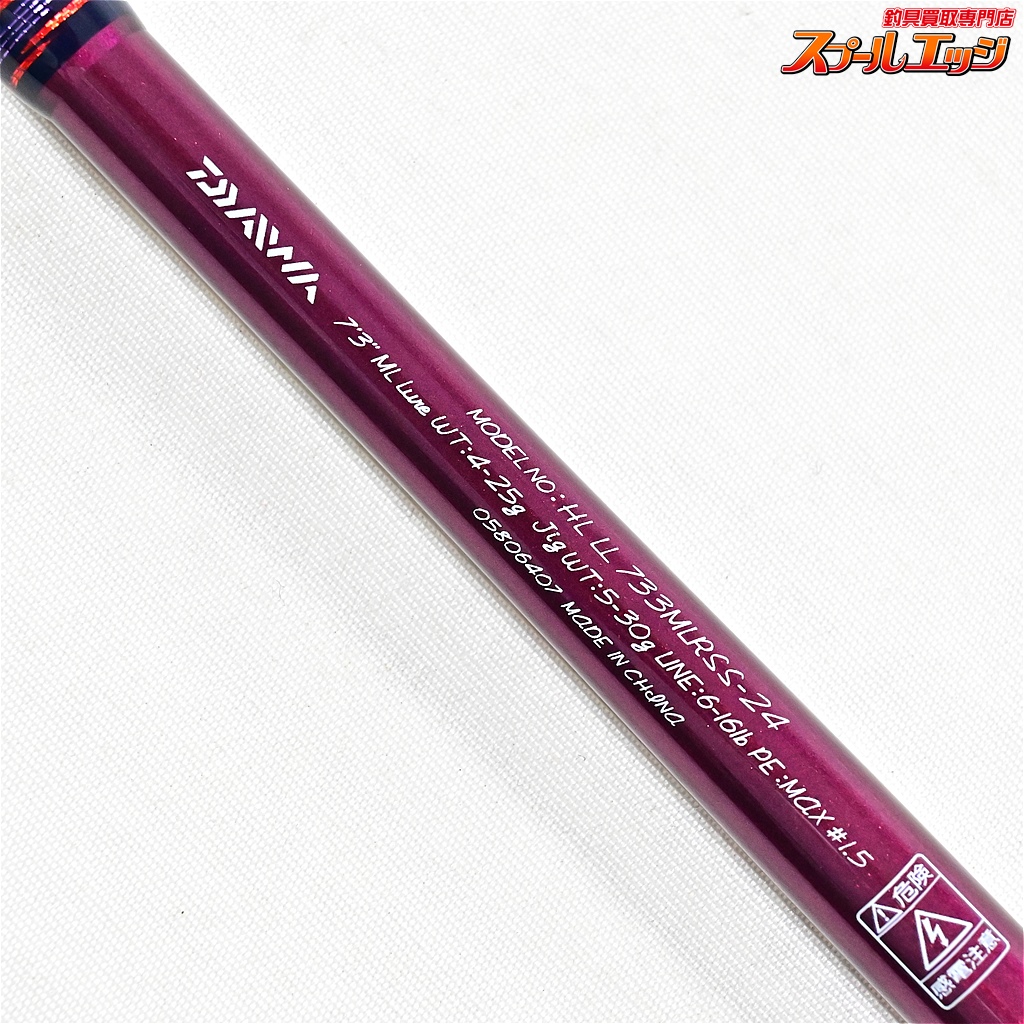 釣具買取専門店
スプールエッジ
DAIWA
MODEL NO : HL LL 733MLRSS-24
7'3" ML Lure WT:4-25g Jig WT:5-30g LINE:6-16lb PE:MAX #1.5
05806407 MADE IN CHINA
危険
感電注意